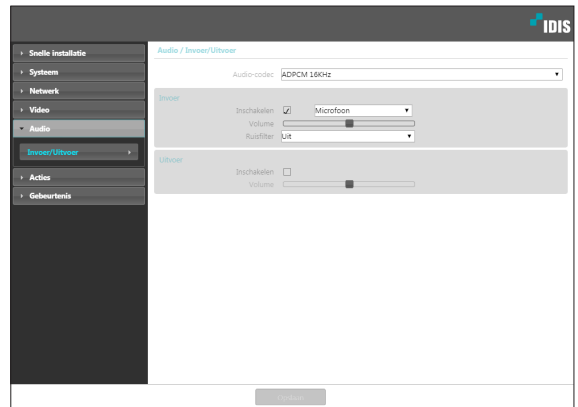 IDIS
Snelle installatie
Systeem
Netwerk
Video
Audio
Invoer/Uitvoer
Acties
Gebeurtenis
Audio / Invoer/Uitvoer
Audio-codec ADPCM 16KHz
Invoer
Inschakelen Microfoon
Volume
Ruisfilter Uit
Uitvoer
Inschakelen
Volume